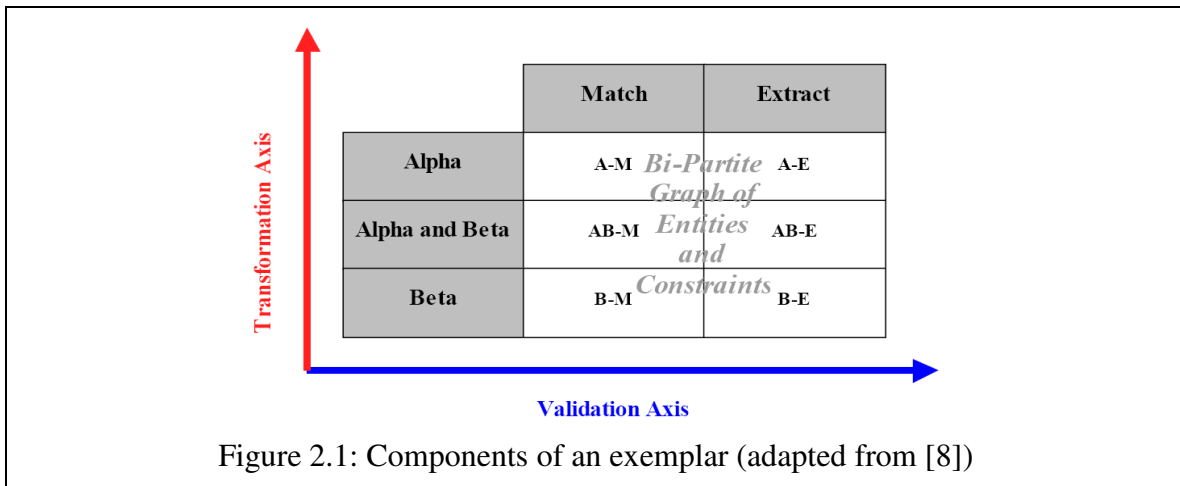 Transformation Axis
Match Extract
Alpha A-M A-E
Alpha and Beta AB-M AB-E
Beta B-M B-E
Bi-Partite
Graph of
Entities
and
Constraints
Validation Axis
Figure 2.1: Components of an exemplar (adapted from [8])